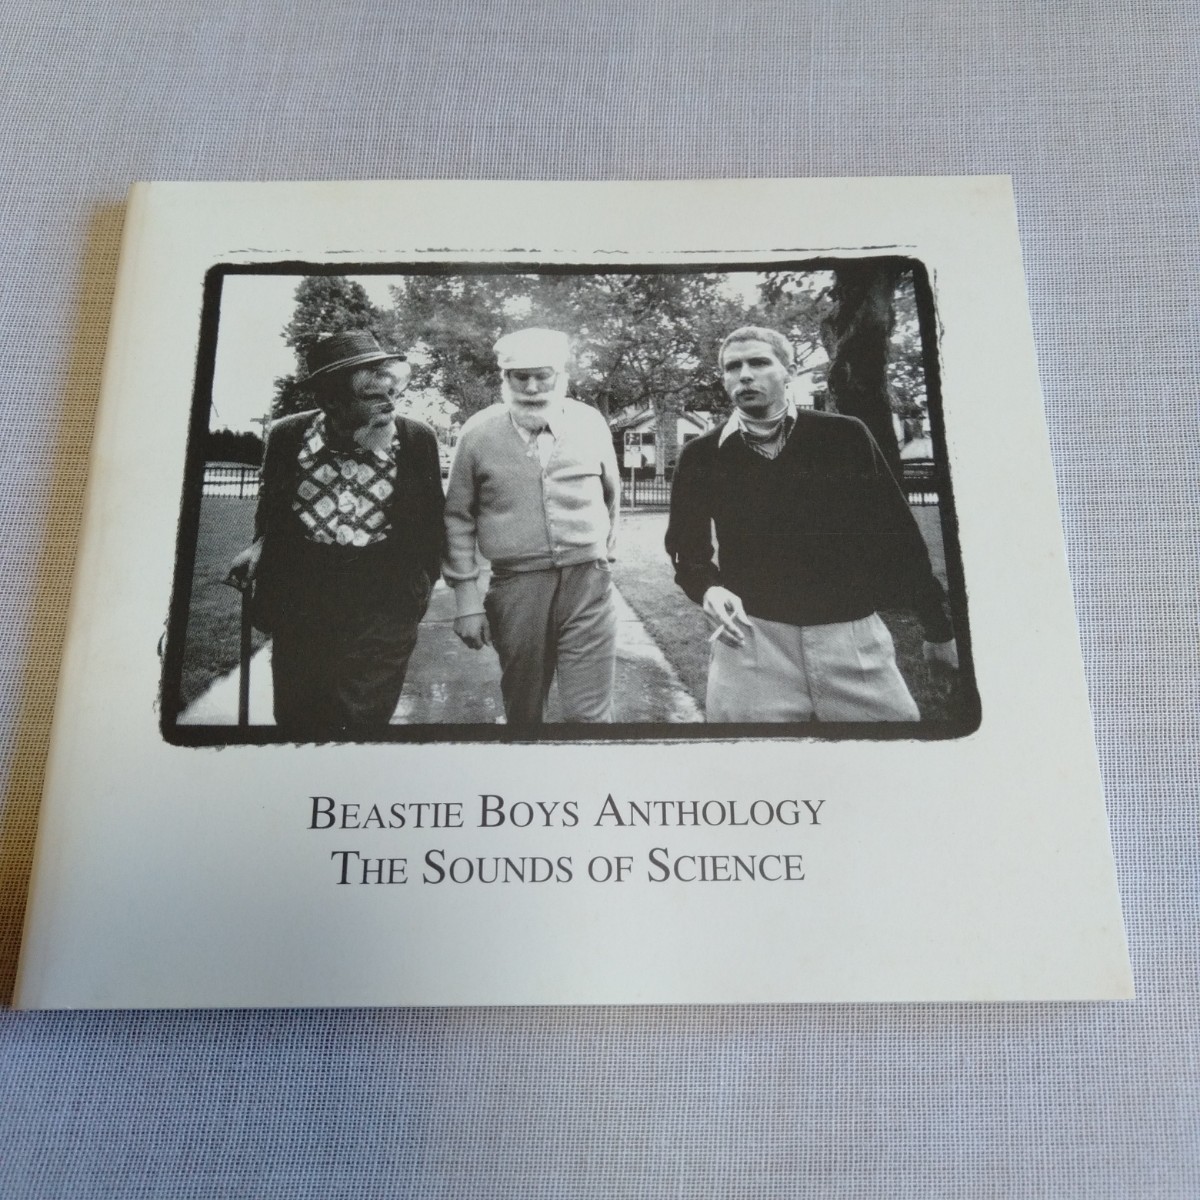 BEASTIE BOYS ANTHOLOGY
THE SOUNDS OF SCIENCE